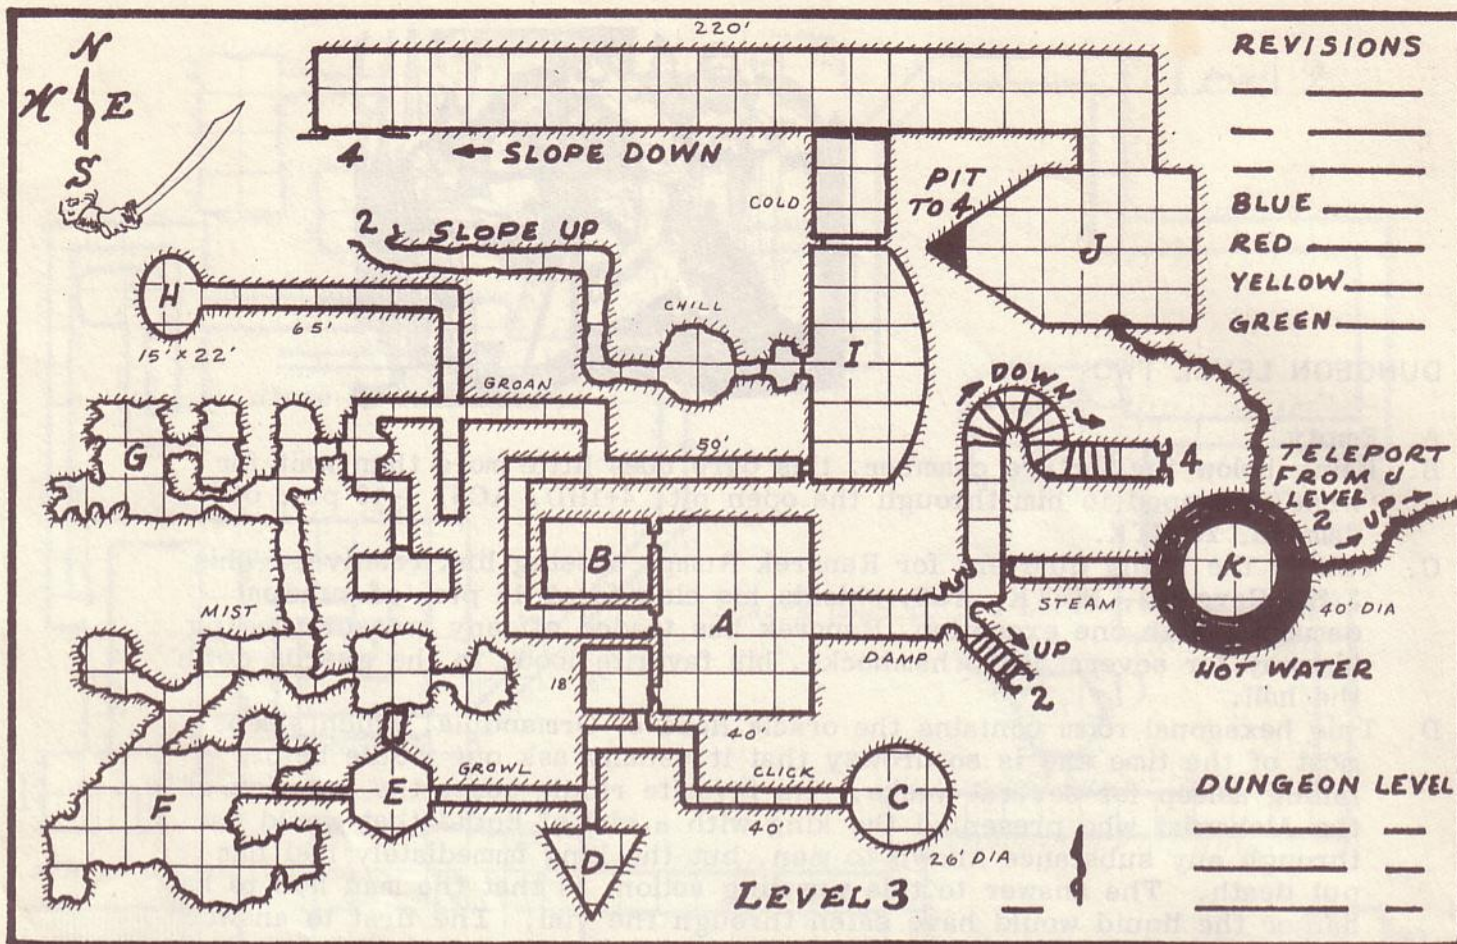 220'
REVISIONS
N
W E
S
4 ← SLOPE DOWN
PIT
TO 4
COLD
BLUE
RED
YELLOW
GREEN
2 SLOPE UP
J
H
65'
15' x 22'
CHILL
I
GROAN
DOWN
50'
G
4
TELEPORT
FROM J
LEVEL
2
UP
B
K
MIST
A
STEAM
40' DIA
DAMP
UP
2
HOT WATER
18'
40'
GROWL
CLICK
F
E
C
40'
26' DIA
D
DUNGEON LEVEL
LEVEL 3